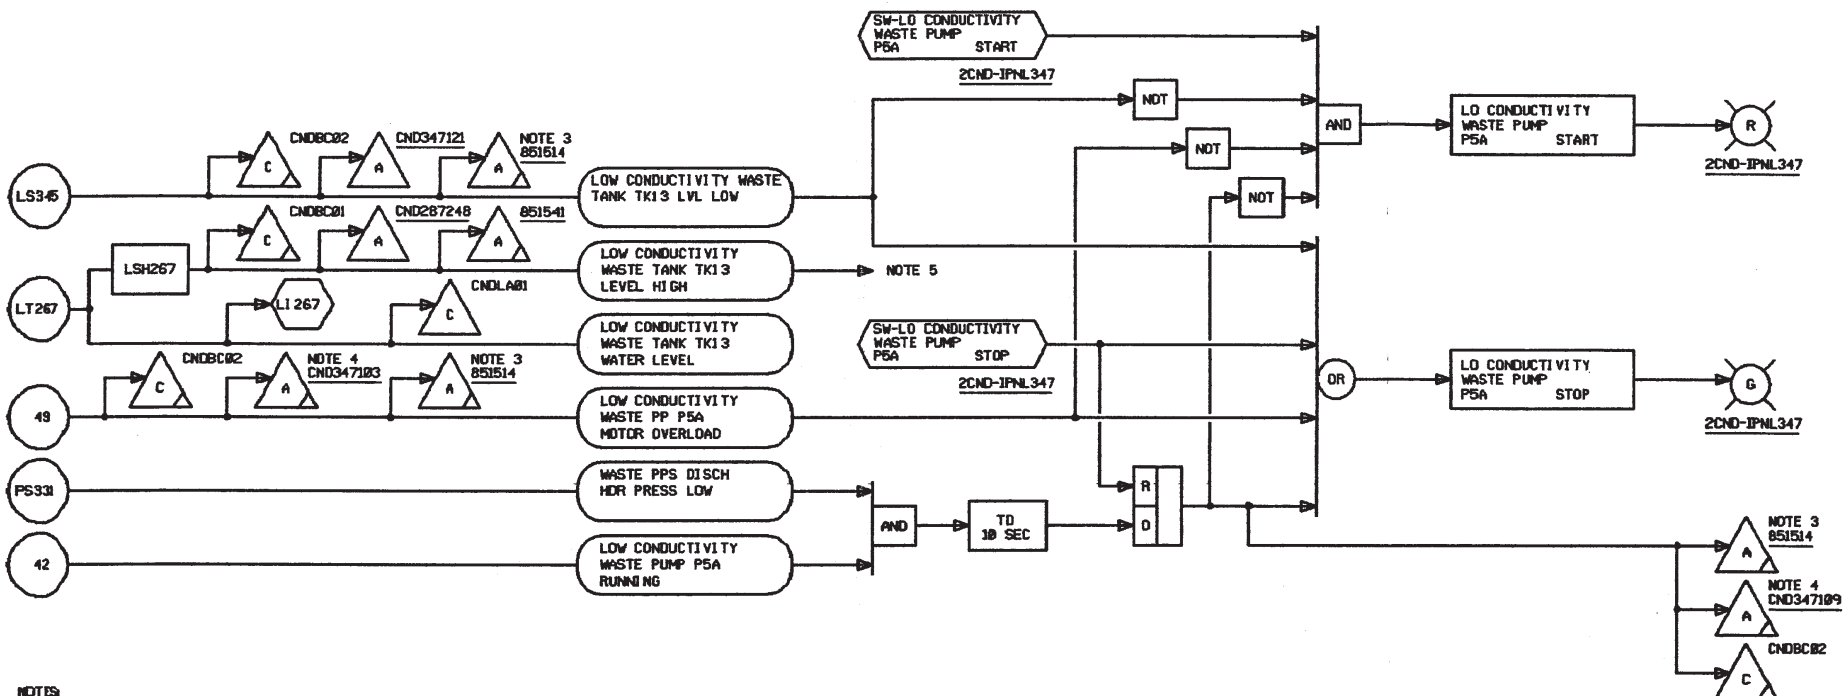 SW-LO CONDUCTIVITY
WASTE PUMP
P5A START
2CND-IPNL347
NOT
NOT
NOT
AND
LO CONDUCTIVITY
WASTE PUMP
P5A START
R
2CND-IPNL347
LS345
C
CNDBC02
A
CND347121
A
NOTE 3
851514
LOW CONDUCTIVITY WASTE
TANK TK13 LVL LOW
LT267
LSH267
C
CNDBC01
A
CND287248
A
851541
LOW CONDUCTIVITY
WASTE TANK TK13
LEVEL HIGH
NOTE 5
LI267
C
CNDLA01
LOW CONDUCTIVITY
WASTE TANK TK13
WATER LEVEL
SW-LO CONDUCTIVITY
WASTE PUMP
P5A STOP
2CND-IPNL347
OR
LO CONDUCTIVITY
WASTE PUMP
P5A STOP
G
2CND-IPNL347
49
C
CNDBC02
A
NOTE 4
CND347103
A
NOTE 3
851514
LOW CONDUCTIVITY
WASTE PP P5A
MOTOR OVERLOAD
PS331
WASTE PPS DISCH
HDR PRESS LOW
42
LOW CONDUCTIVITY
WASTE PUMP P5A
RUNNING
AND
TD
10 SEC
R
O
A
NOTE 3
851514
A
NOTE 4
CND347109
C
CNDBC02
NOTES: